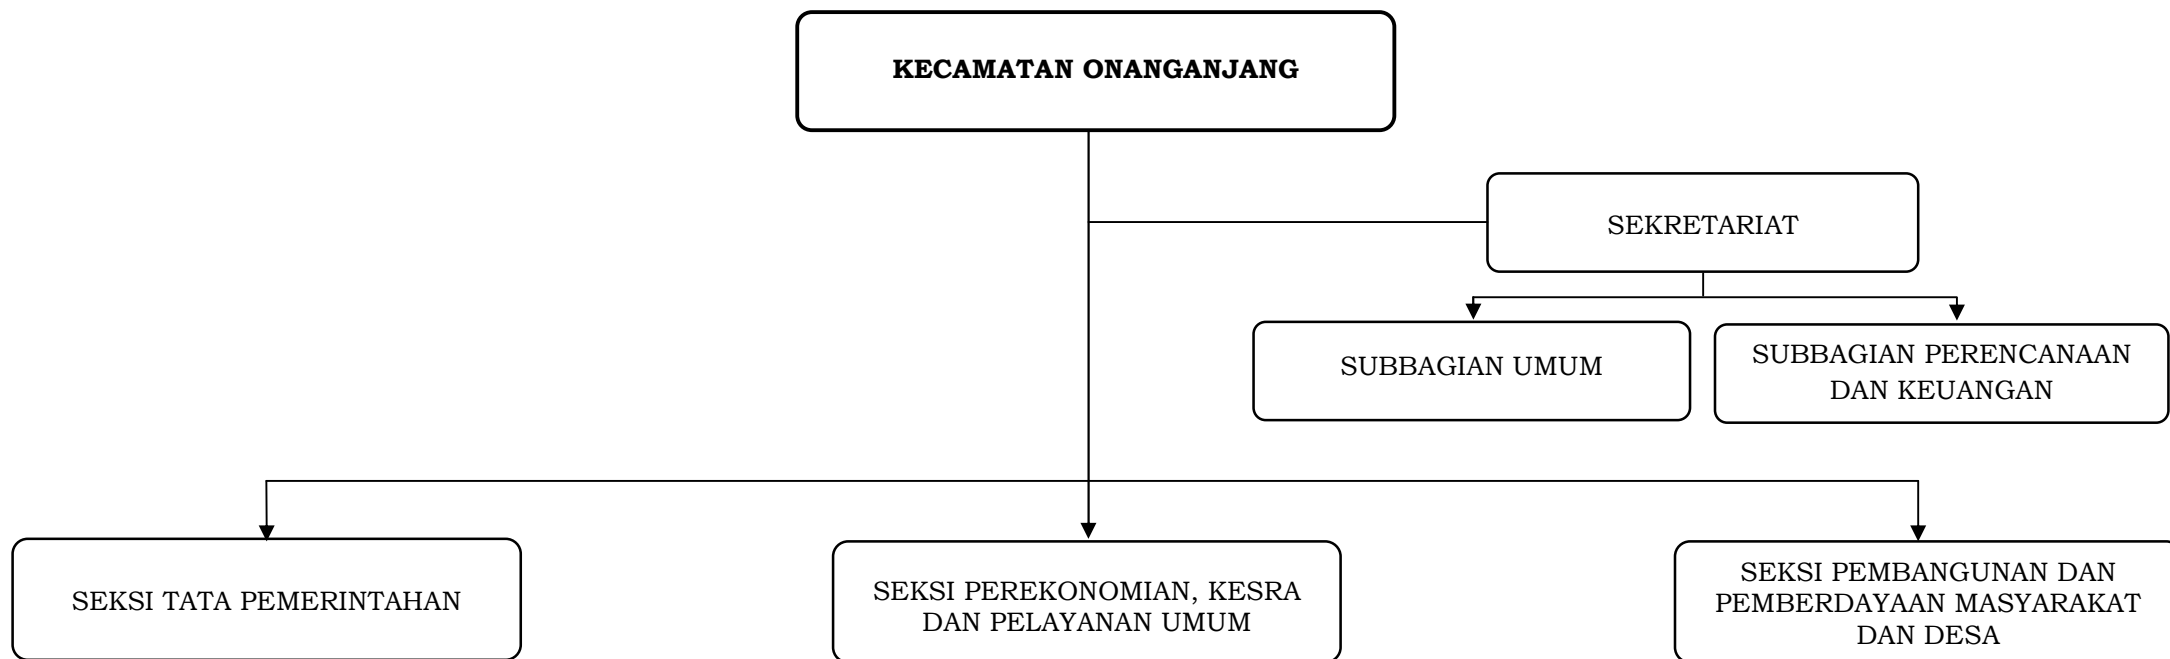 KECAMATAN ONANGANJANG
SEKRETARIAT
SUBBAGIAN UMUM
SUBBAGIAN PERENCANAAN
DAN KEUANGAN
SEKSI TATA PEMERINTAHAN
SEKSI PEREKONOMIAN, KESRA
DAN PELAYANAN UMUM
SEKSI PEMBANGUNAN DAN
PEMBERDAYAAN MASYARAKAT
DAN DESA